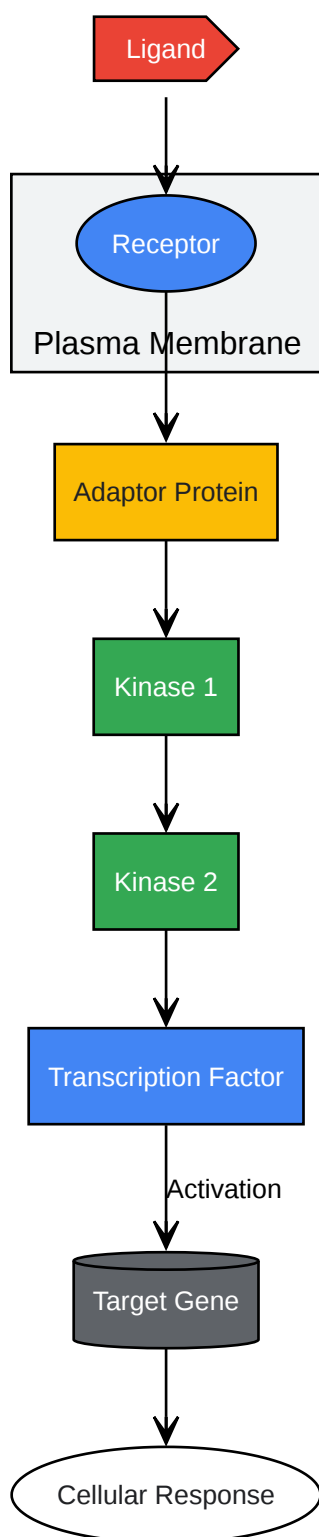 Ligand
Receptor
Plasma Membrane
Adaptor Protein
Kinase 1
Kinase 2
Transcription Factor
Activation
Target Gene
Cellular Response